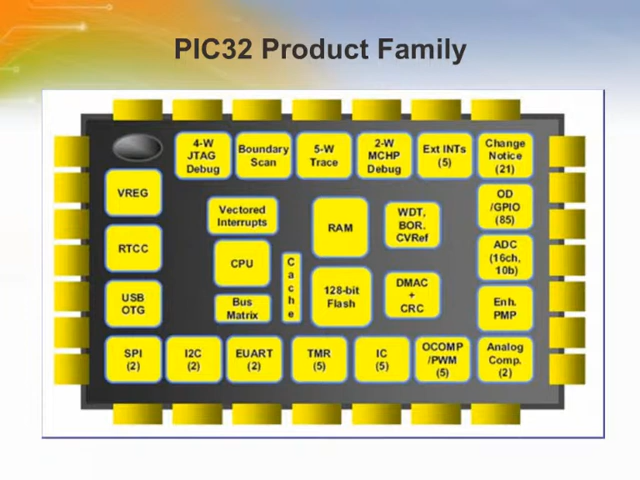 PIC32 Product Family
4-W
JTAG
Debug
Boundary
Scan
5-W
Trace
2-W
MCHP
Debug
Ext INTs
(5)
Change
Notice
(21)
VREG
Vectored
Interrupts
RAM
WDT,
BOR.
CVRef
OD
/GPIO
(85)
RTCC
CPU
Cache
ADC
(16ch,
10b)
USB
OTG
Bus
Matrix
128-bit
Flash
DMAC
+
CRC
Enh.
PMP
SPI
(2)
I2C
(2)
EUART
(2)
TMR
(5)
IC
(5)
OCOMP
/PWM
(5)
Analog
Comp.
(2)